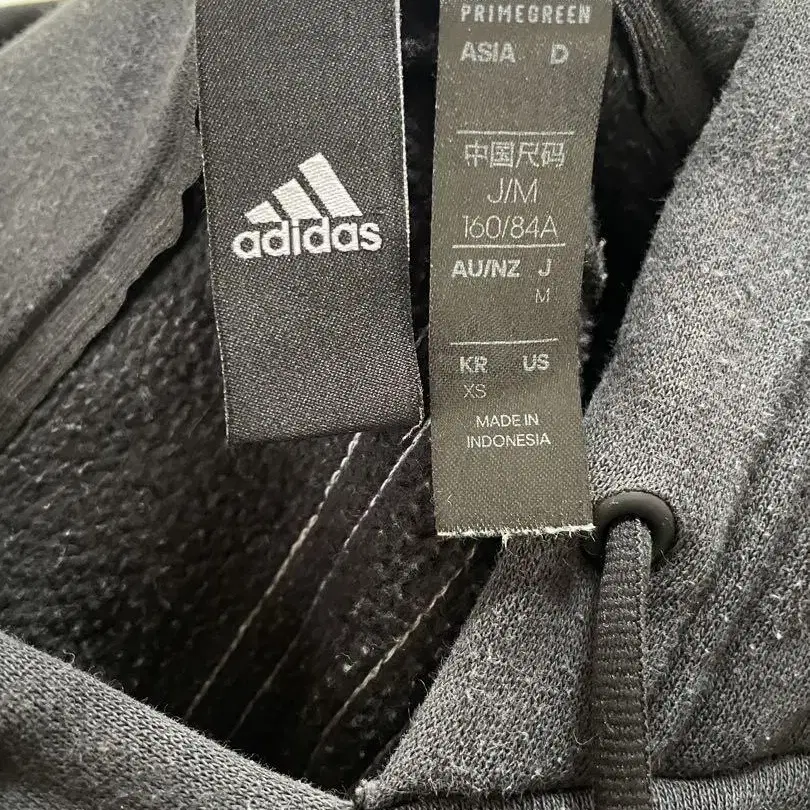 adidas
PRIMEGREEN
ASIA D
中国尺码
J/M
160/84A
AU/NZ J
M
KR US
XS
MADE IN
INDONESIA